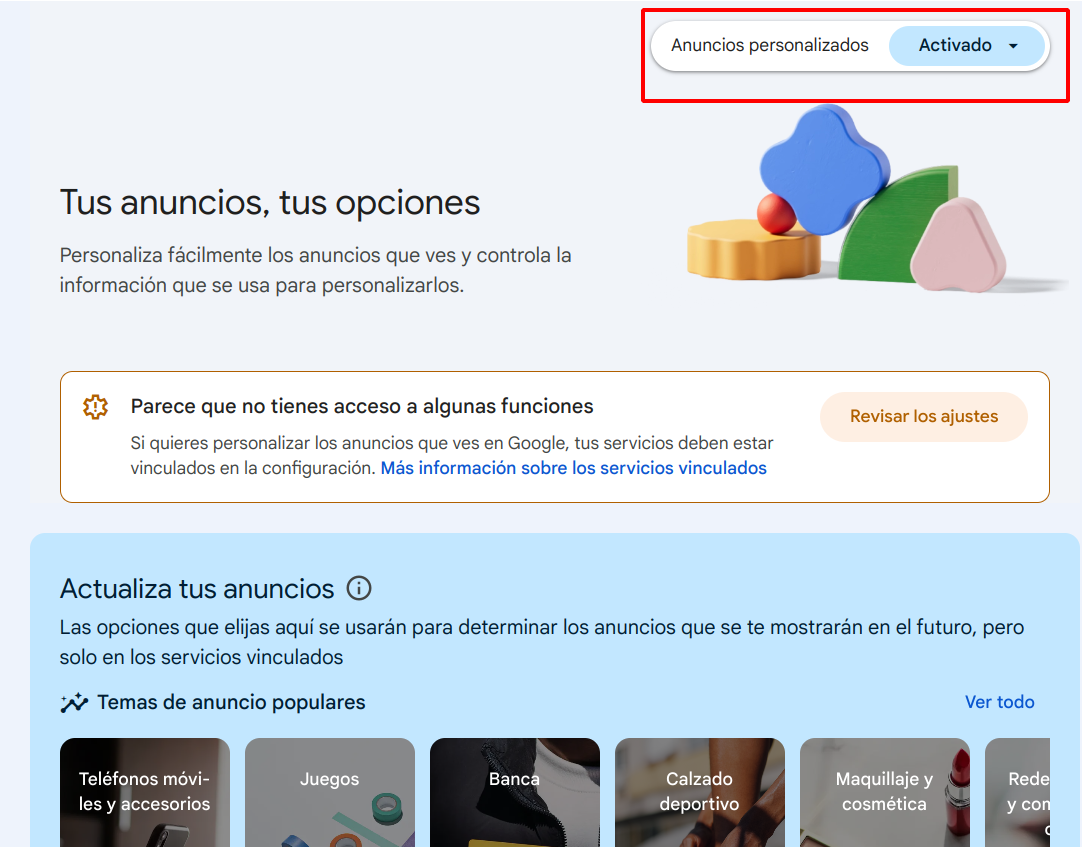 Anuncios personalizados
Activado
Tus anuncios, tus opciones
Personaliza fácilmente los anuncios que ves y controla la
información que se usa para personalizarlos.
Parece que no tienes acceso a algunas funciones
Si quieres personalizar los anuncios que ves en Google, tus servicios deben estar
vinculados en la configuración. Más información sobre los servicios vinculados
Revisar los ajustes
Actualiza tus anuncios
Las opciones que elijas aquí se usarán para determinar los anuncios que se te mostrarán en el futuro, pero
solo en los servicios vinculados
Temas de anuncio populares
Ver todo
Teléfonos móvi-
les y accesorios
Juegos
Banca
Calzado
deportivo
Maquillaje y
cosmética
Rede
y com